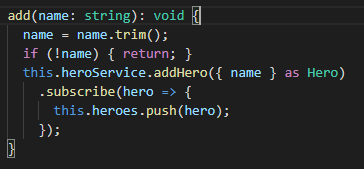 add(name: string): void {
  name = name.trim();
  if (!name) { return; }
  this.heroService.addHero({ name } as Hero)
    .subscribe(hero => {
      this.heroes.push(hero);
    });
}